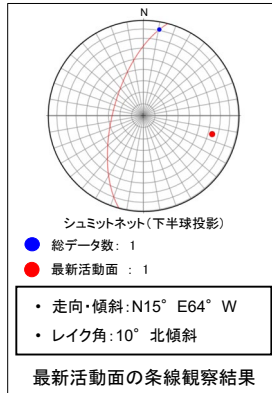 N
シュミットネット(下半球投影)
総データ数: 1
最新活動面 : 1
・ 走向・傾斜:N15° E64° W
・ レイク角:10° 北傾斜
最新活動面の条線観察結果